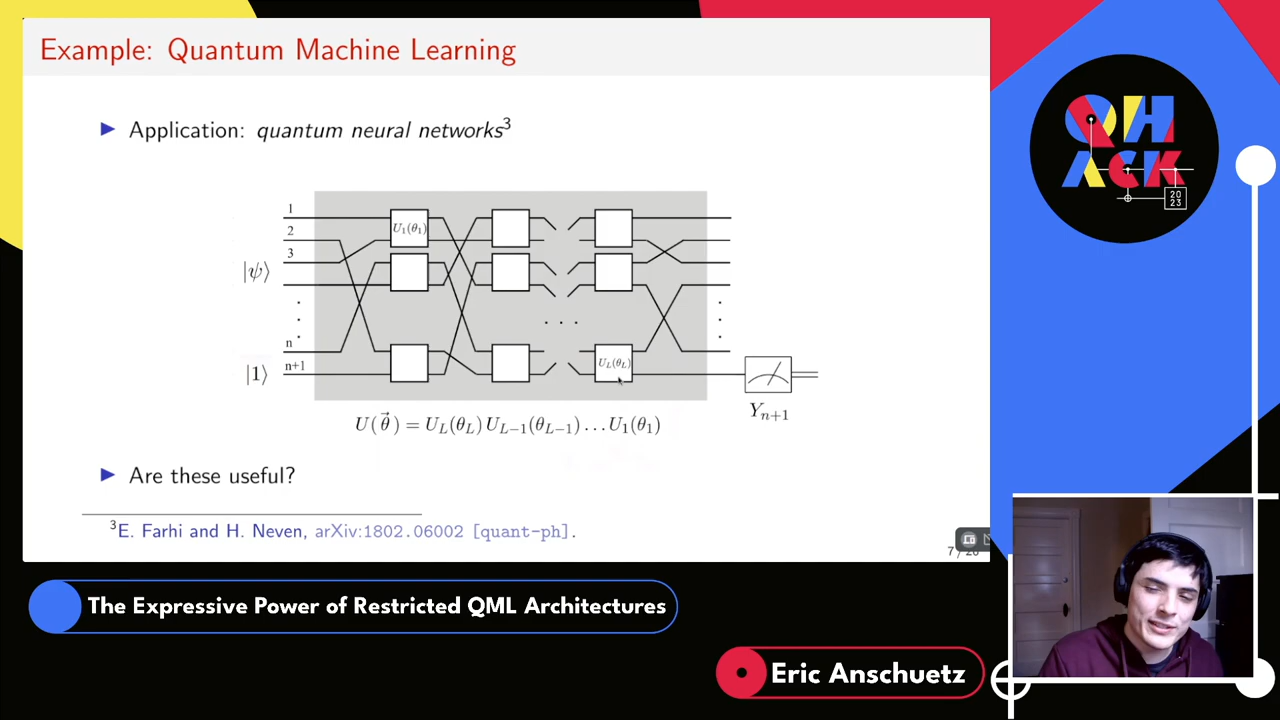 Example: Quantum Machine Learning
▶ Application: quantum neural networks³
1
2
3
|ψ⟩
n
n+1
|1⟩
U₁(θ₁)
. . .
U_L(θ_L)
Y_{n+1}
U(θ⃗) = U_L(θ_L) U_{L−1}(θ_{L−1}) … U₁(θ₁)
▶ Are these useful?
³E. Farhi and H. Neven, arXiv:1802.06002 [quant-ph].
QH
ACK
20
23
The Expressive Power of Restricted QML Architectures
Eric Anschuetz